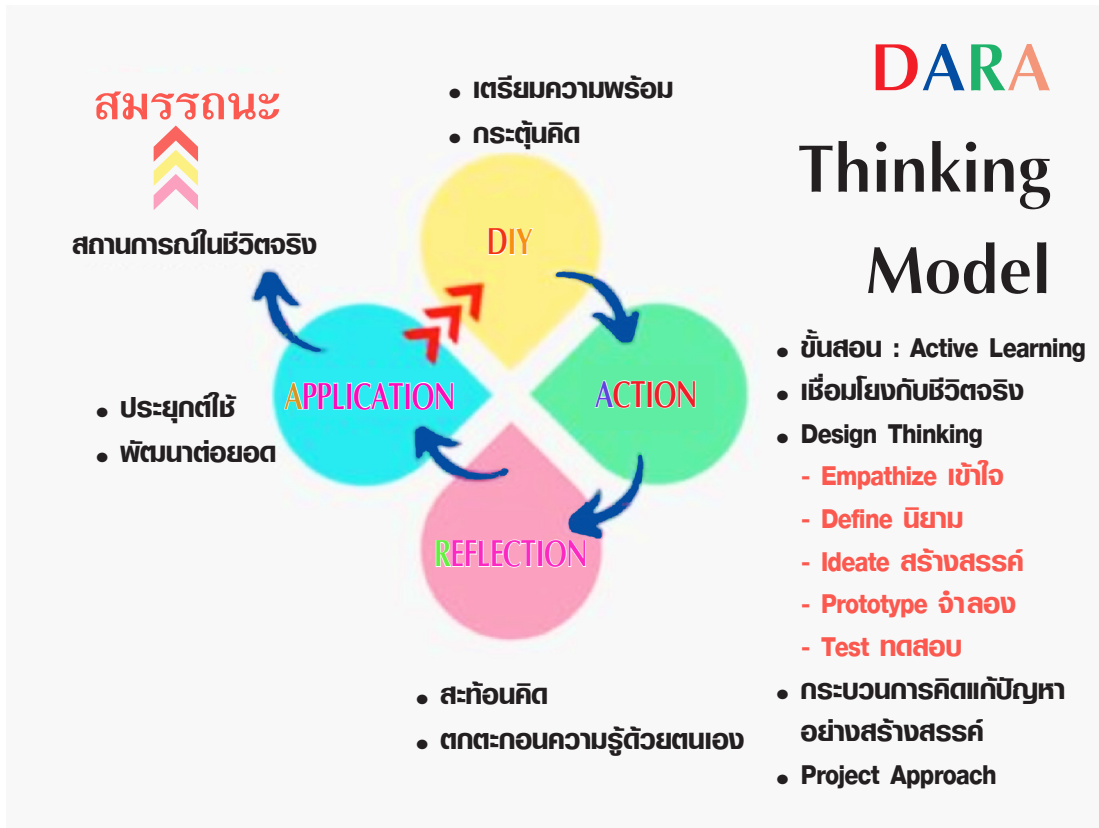 DARA
Thinking
Model
สมรรถนะ
สถานการณ์ในชีวิตจริง
• เตรียมความพร้อม
• กระตุ้นคิด
DIY
ACTION
REFLECTION
APPLICATION
• ประยุกต์ใช้
• พัฒนาต่อยอด
• สะท้อนคิด
• ตกตะกอนความรู้ด้วยตนเอง
• ขั้นสอน : Active Learning
• เชื่อมโยงกับชีวิตจริง
• Design Thinking
- Empathize เข้าใจ
- Define นิยาม
- Ideate สร้างสรรค์
- Prototype จำลอง
- Test ทดสอบ
• กระบวนการคิดแก้ปัญหา
อย่างสร้างสรรค์
• Project Approach